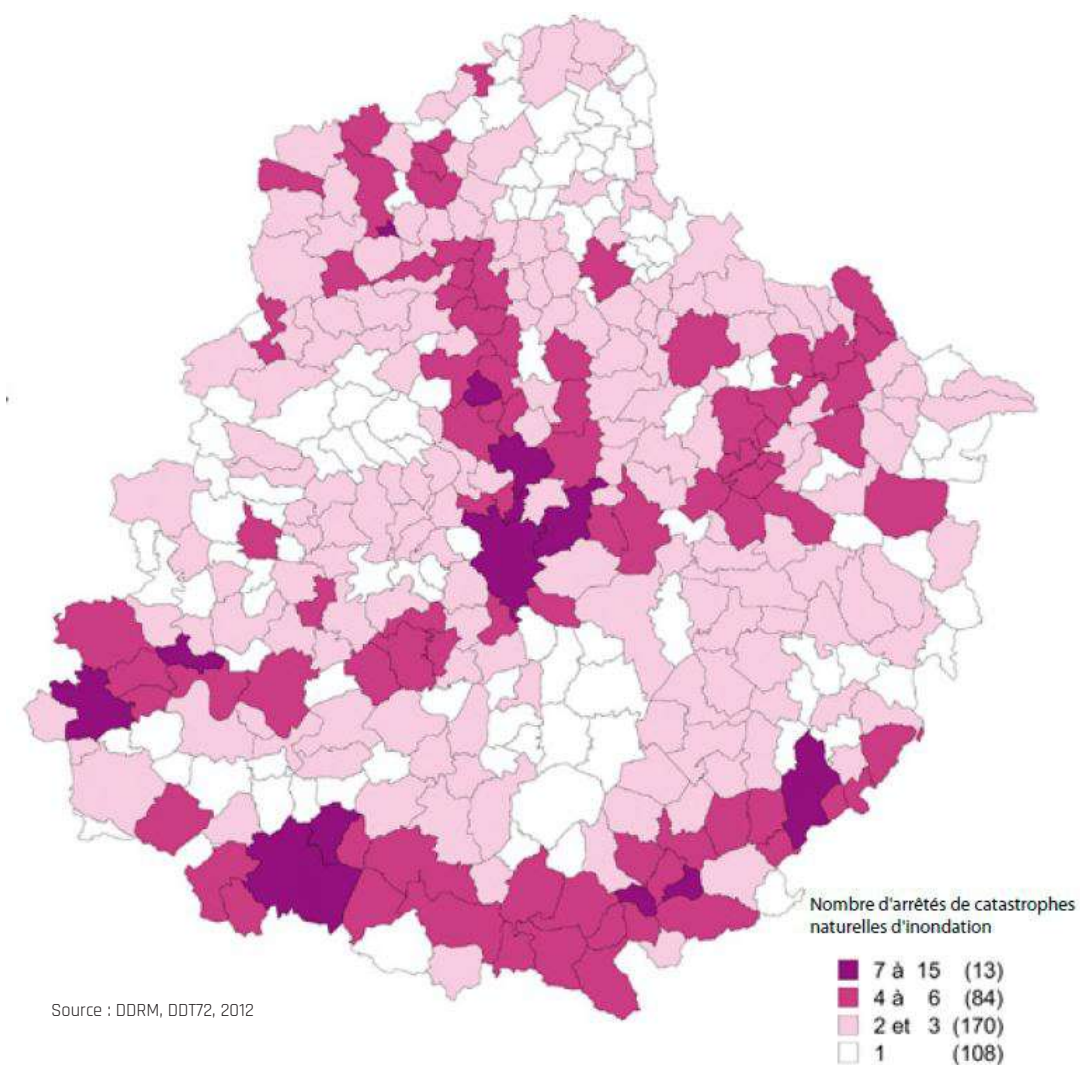 Nombre d'arrêtés de catastrophes
naturelles d'inondation
7 à 15 (13)
4 à 6 (84)
2 et 3 (170)
1 (108)
Source : DDRM, DDT72, 2012